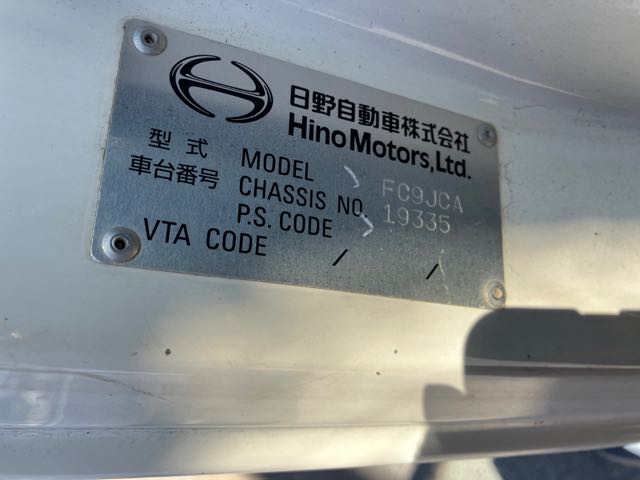 日野自動車株式会社
Hino Motors, Ltd.
型式 MODEL FC9JCA
車台番号 CHASSIS NO. 19335
P.S. CODE
VTA CODE / /